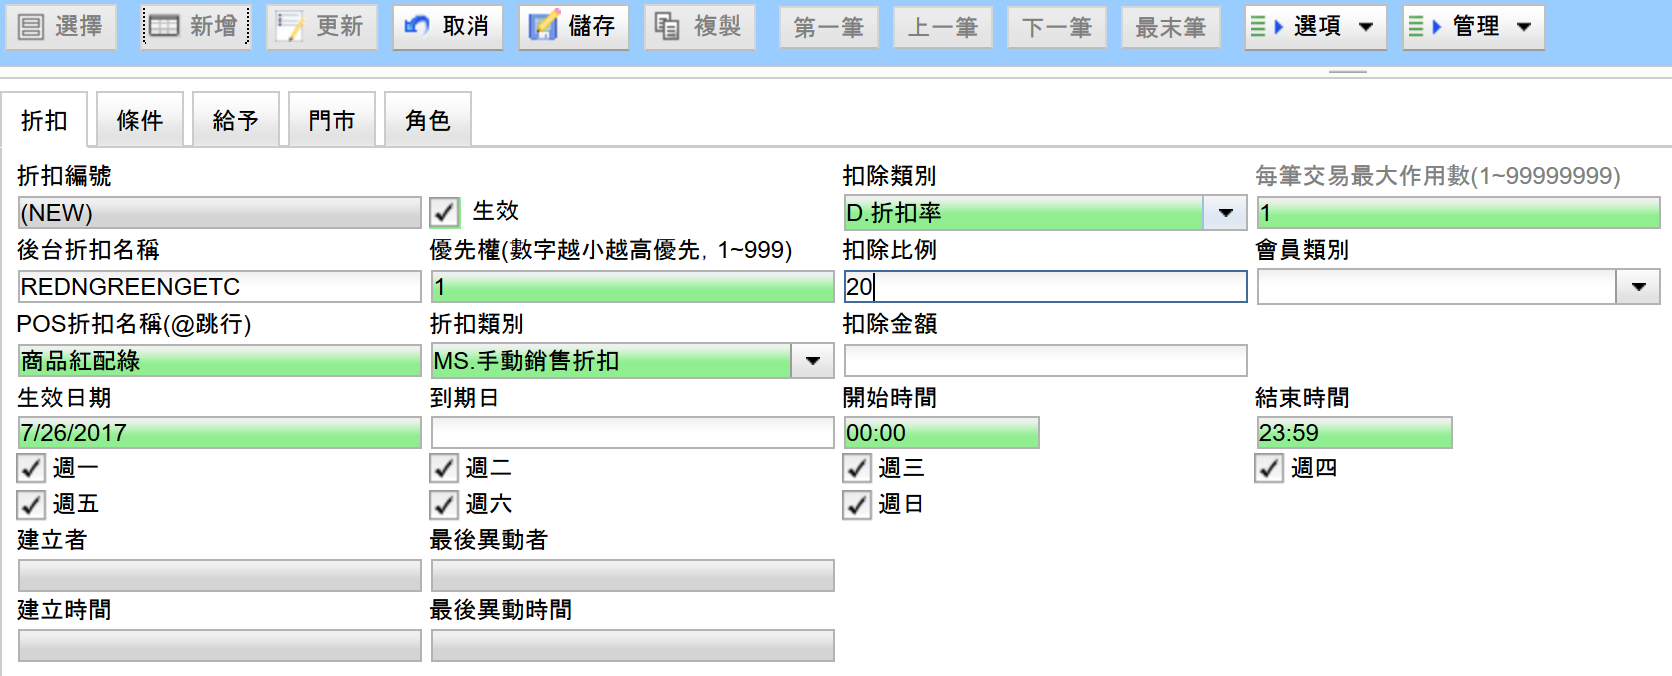 選擇 新增 更新 取消 儲存 複製 第一筆 上一筆 下一筆 最末筆 選項 管理
折扣 條件 給予 門市 角色
折扣編號 扣除類別 每筆交易最大作用數(1~99999999)
(NEW) 生效 D.折扣率 1
後台折扣名稱 優先權(數字越小越高優先, 1~999) 扣除比例 會員類別
REDNGREENGETC 1 20
POS折扣名稱(@跳行) 折扣類別 扣除金額
商品紅配綠 MS.手動銷售折扣
生效日期 到期日 開始時間 結束時間
7/26/2017 00:00 23:59
週一 週二 週三 週四
週五 週六 週日
建立者 最後異動者
建立時間 最後異動時間